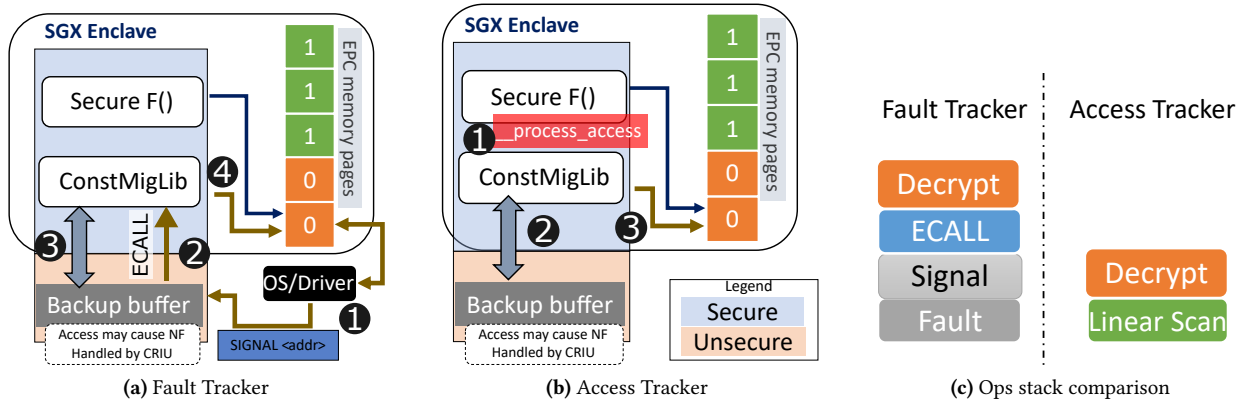 SGX Enclave
Secure F()
ConstMigLib
1
1
1
0
0
EPC memory pages
4
3
ECALL
2
OS/Driver
1
Backup buffer
Access may cause NF
Handled by CRIU
SIGNAL <addr>
(a) Fault Tracker
SGX Enclave
Secure F()
1
__process_access
ConstMigLib
1
1
1
0
0
EPC memory pages
2
3
Backup buffer
Access may cause NF
Handled by CRIU
Legend
Secure
Unsecure
(b) Access Tracker
Fault Tracker
Decrypt
ECALL
Signal
Fault
Access Tracker
Decrypt
Linear Scan
(c) Ops stack comparison